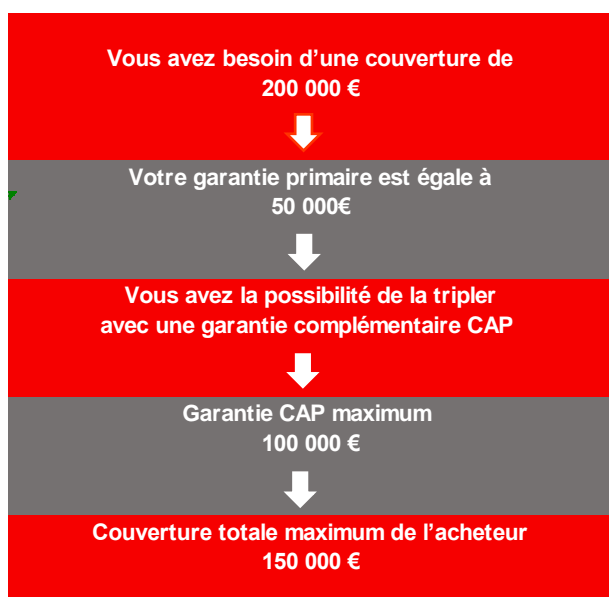 Vous avez besoin d’une couverture de
200 000 €
Votre garantie primaire est égale à
50 000€
Vous avez la possibilité de la tripler
avec une garantie complémentaire CAP
Garantie CAP maximum
100 000 €
Couverture totale maximum de l’acheteur
150 000 €